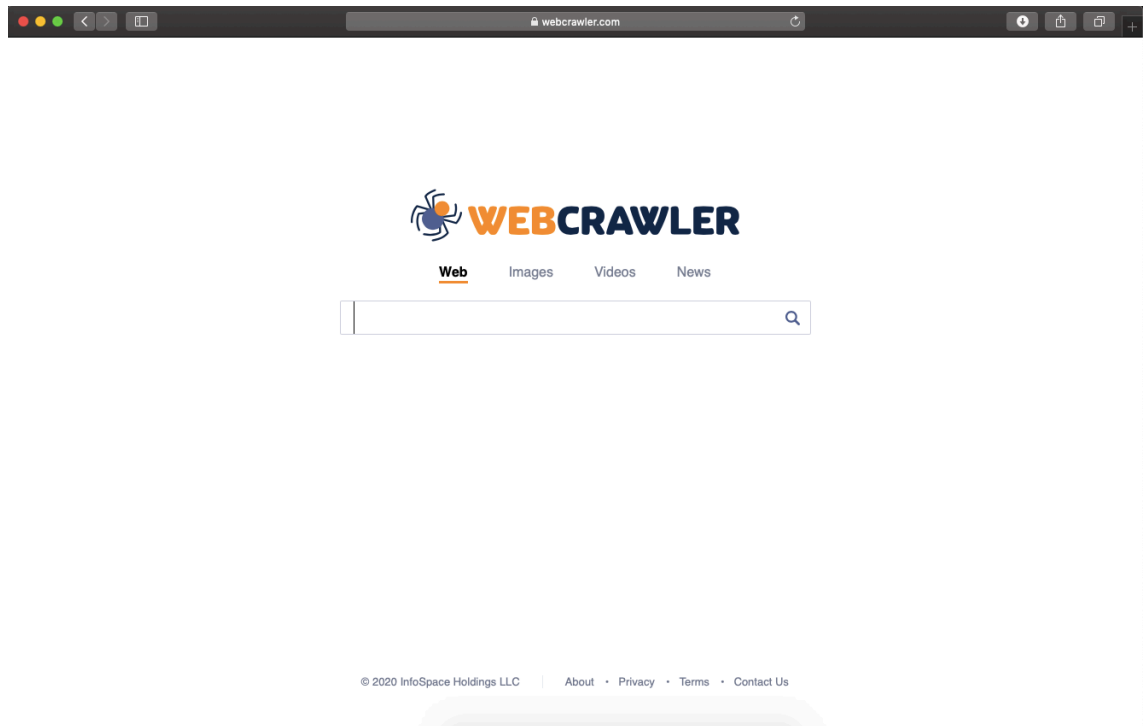 webcrawler.com
WEBCRAWLER
Web Images Videos News
© 2020 InfoSpace Holdings LLC About • Privacy • Terms • Contact Us